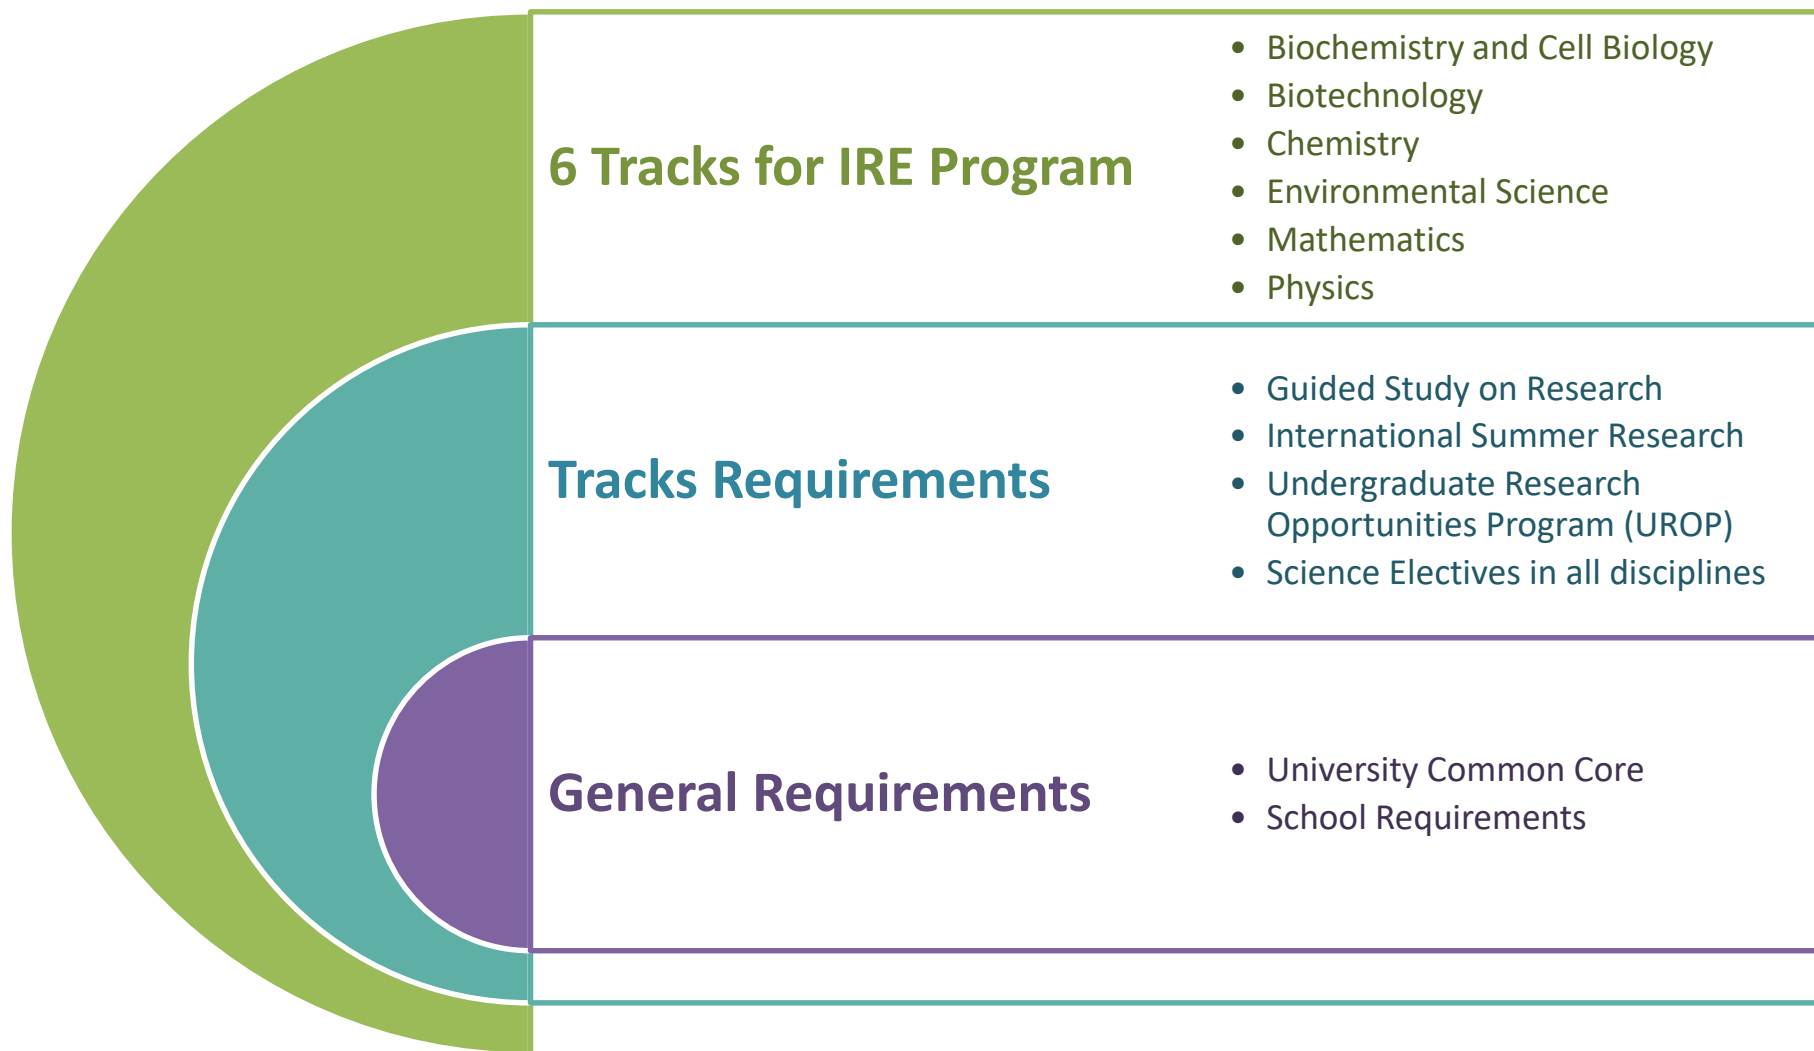 6 Tracks for IRE Program
• Biochemistry and Cell Biology
• Biotechnology
• Chemistry
• Environmental Science
• Mathematics
• Physics
Tracks Requirements
• Guided Study on Research
• International Summer Research
• Undergraduate Research
Opportunities Program (UROP)
• Science Electives in all disciplines
General Requirements
• University Common Core
• School Requirements